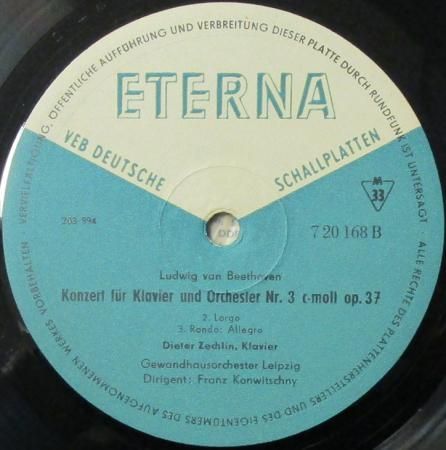 VERVIELFÄLTIGUNG, ÖFFENTLICHE AUFFÜHRUNG UND VERBREITUNG DIESER PLATTE DURCH RUNDFUNK IST UNTERSAGT · ALLE RECHTE DES PLATTENHERSTELLERS UND DES EIGENTÜMERS DES AUFGENOMMENEN WERKES VORBEHALTEN ·
ETERNA
VEB DEUTSCHE SCHALLPLATTEN
M
33
203-994
DDR
7 20 168 B
Ludwig van Beethoven
Konzert für Klavier und Orchester Nr. 3 c-moll op. 37
2. Largo
3. Rondo: Allegro
Dieter Zechlin, Klavier
Gewandhausorchester Leipzig
Dirigent: Franz Konwitschny